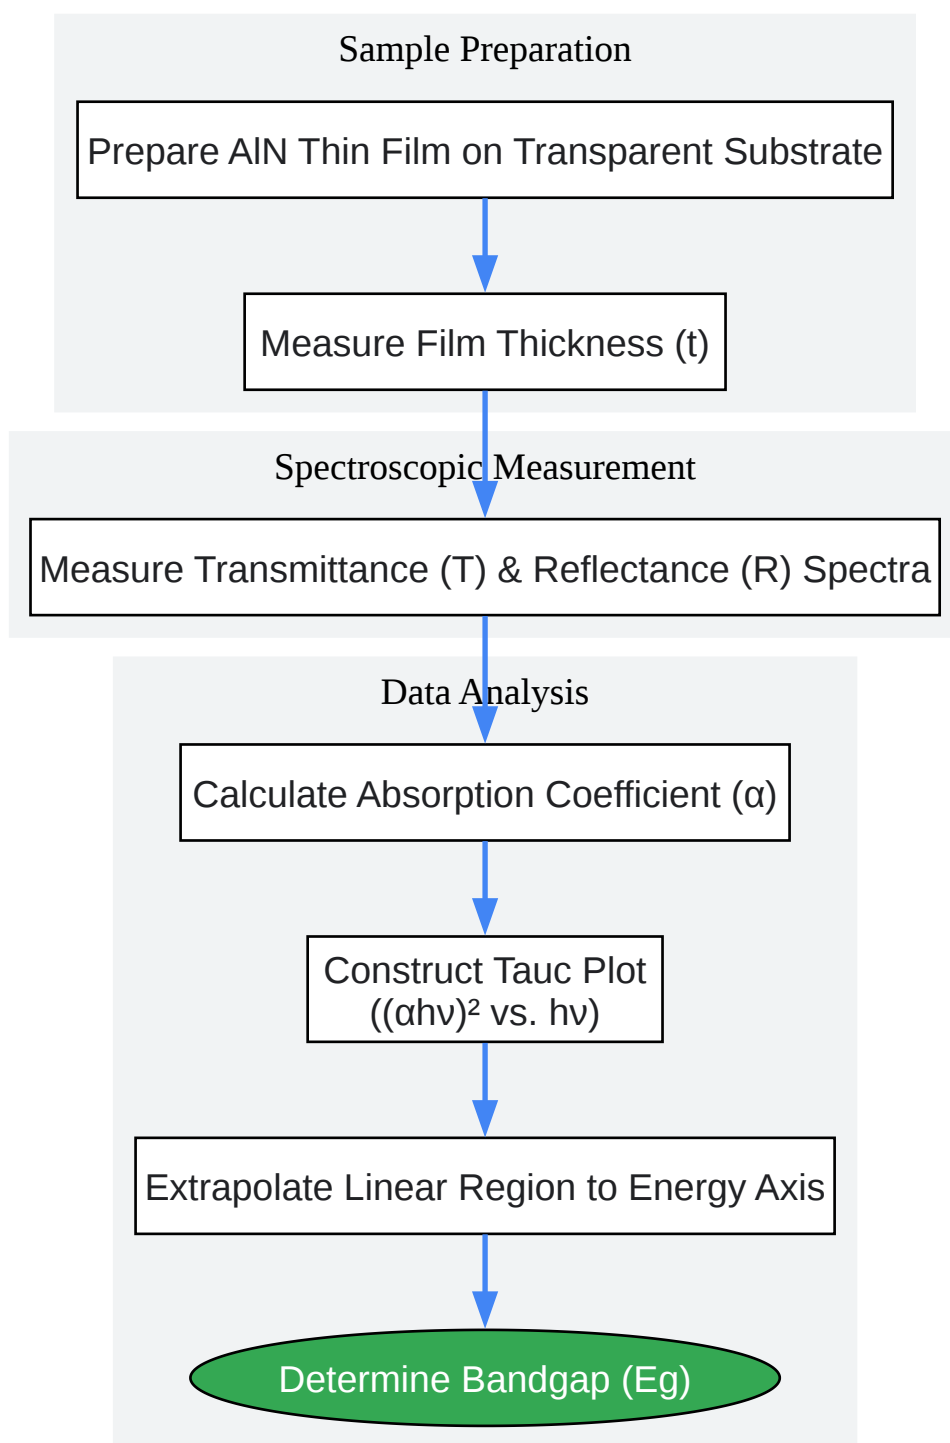 Sample Preparation
Prepare AlN Thin Film on Transparent Substrate
Measure Film Thickness (t)
Spectroscopic Measurement
Measure Transmittance (T) & Reflectance (R) Spectra
Data Analysis
Calculate Absorption Coefficient (α)
Construct Tauc Plot
((αhν)² vs. hν)
Extrapolate Linear Region to Energy Axis
Determine Bandgap (Eg)